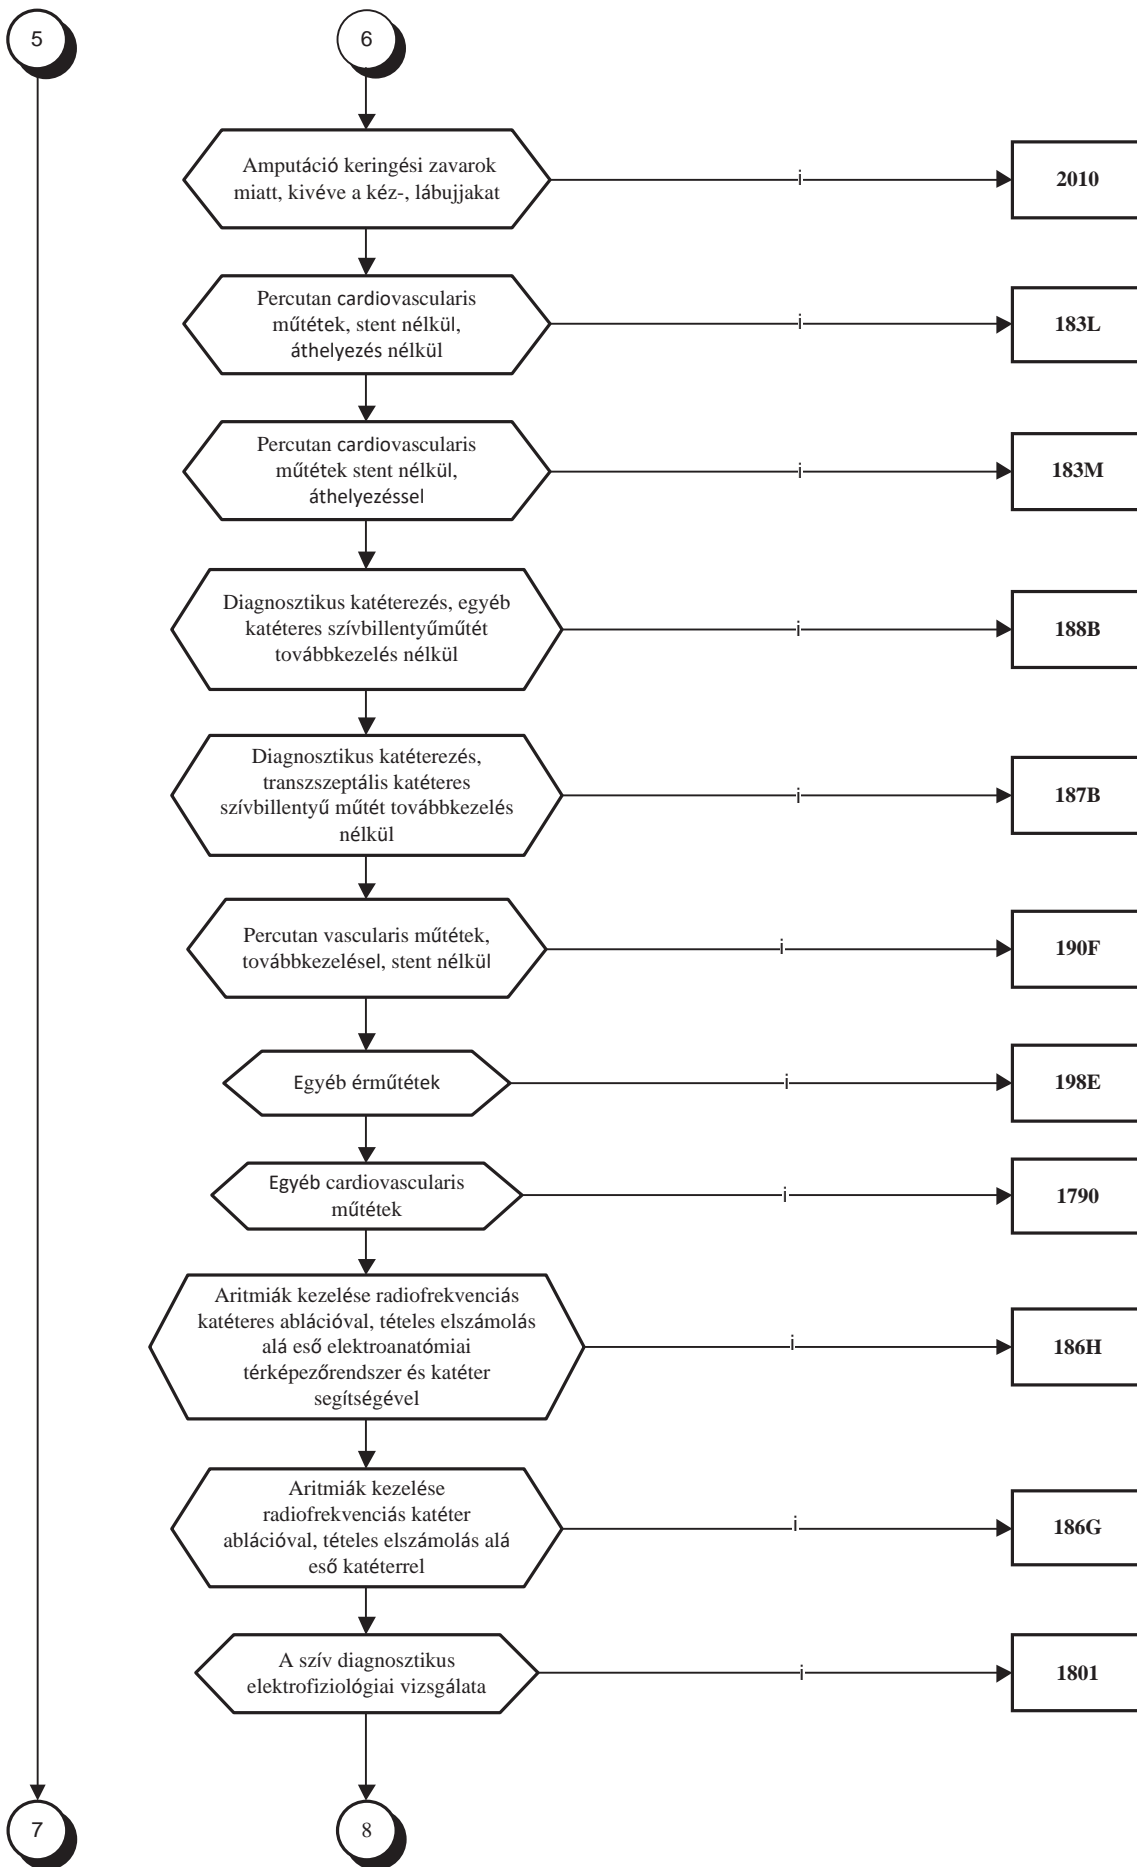 5
6
Amputáció keringési zavarok
miatt, kivéve a kéz-, lábujjakat
i
2010
Percutan cardiovascularis
műtétek, stent nélkül,
áthelyezés nélkül
i
183L
Percutan cardiovascularis
műtétek stent nélkül,
áthelyezéssel
i
183M
Diagnosztikus katéterezés, egyéb
katéteres szívbillentyűműtét
továbbkezelés nélkül
i
188B
Diagnosztikus katéterezés,
transzszeptális katéteres
szívbillentyű műtét továbbkezelés
nélkül
i
187B
Percutan vascularis műtétek,
továbbkezelésel, stent nélkül
i
190F
Egyéb érműtétek
i
198E
Egyéb cardiovascularis
műtétek
i
1790
Aritmiák kezelése radiofrekvenciás
katéteres ablációval, tételes elszámolás
alá eső elektroanatómiai
térképezőrendszer és katéter
segítségével
i
186H
Aritmiák kezelése
radiofrekvenciás katéter
ablációval, tételes elszámolás alá
eső katéterrel
i
186G
A szív diagnosztikus
elektrofiziológiai vizsgálata
i
1801
7
8